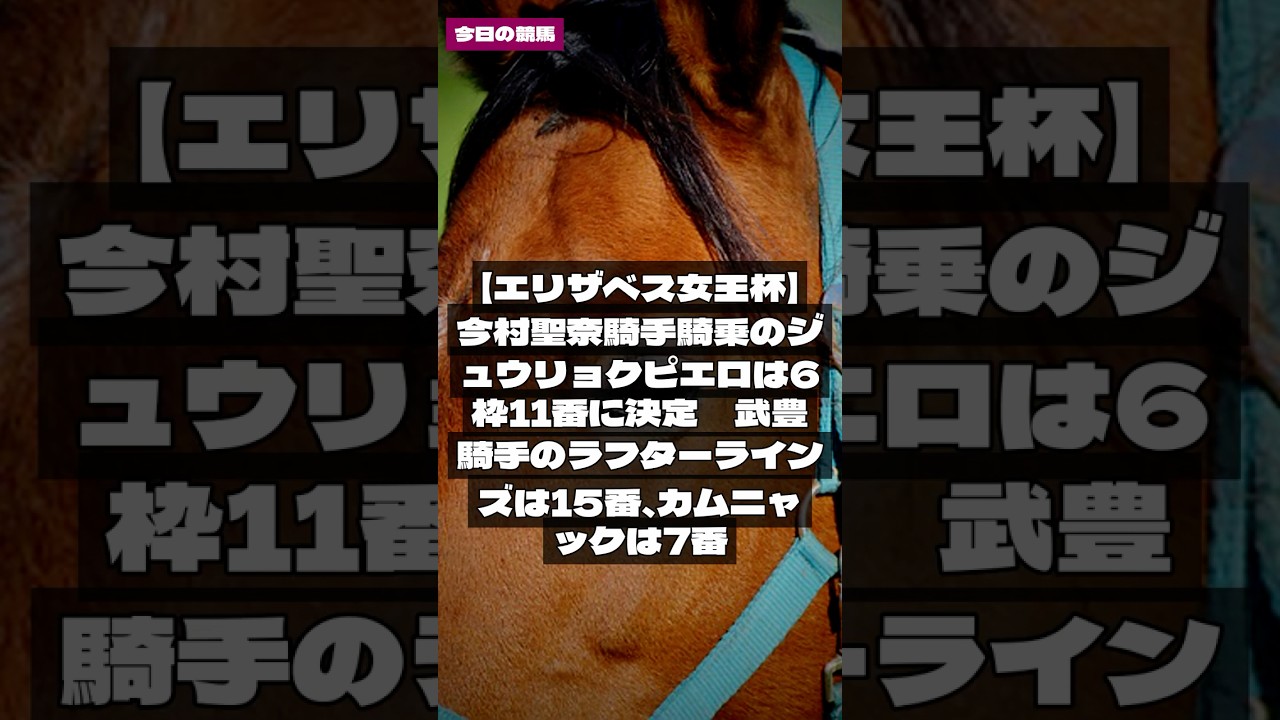 今日の競馬
【エリザベス女王杯】
今村聖奈騎手騎乗のジ
ュウリョクピエロは6
枠11番に決定　武豊
騎手のラフターライン
ズは15番、カムニャ
ックは7番